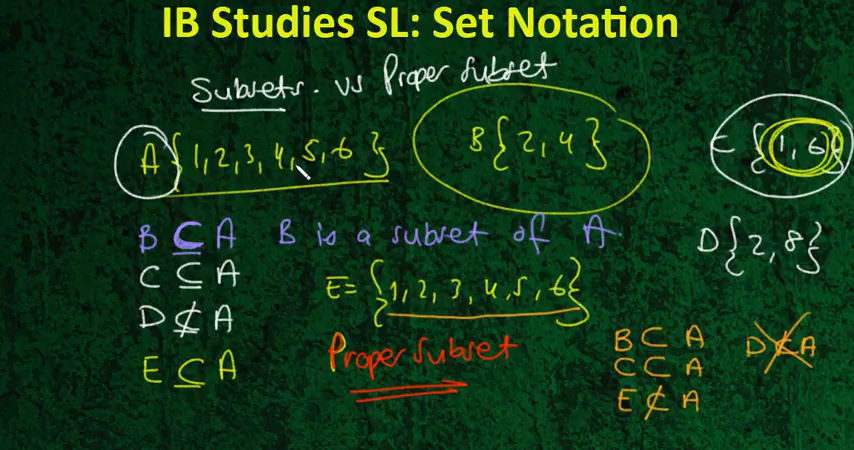 IB Studies SL: Set Notation
Subsets. vs Proper subset
A {1, 2, 3, 4, 5, 6} B {2, 4} C {1, 6}
B ⊆ A B is a subset of A. D {2, 8}
C ⊆ A E = {1, 2, 3, 4, 5, 6}
D ⊈ A
E ⊆ A Proper subset
B ⊂ A D ⊄ A
C ⊂ A
E ⊄ A